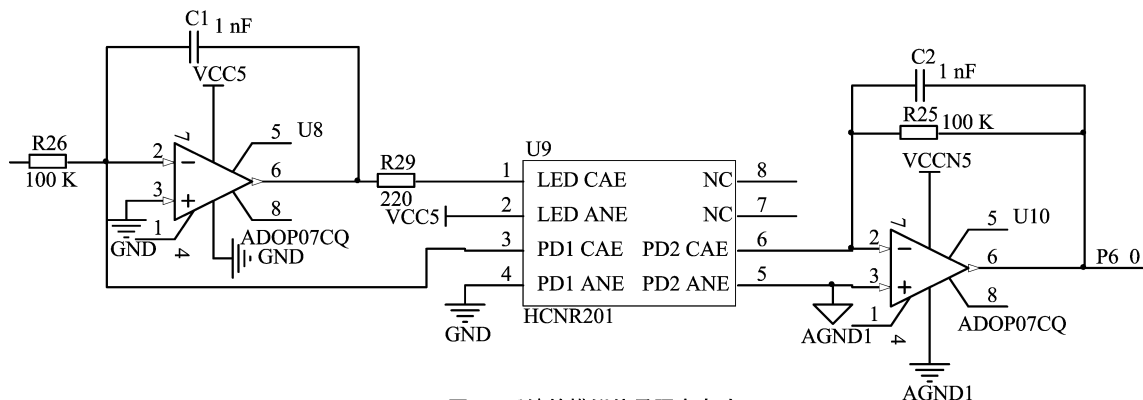 C1
1 nF
VCC5
R26
100 K
7
2
3
1
4
5
6
8
U8
ADOP07CQ
GND
GND
R29
220
VCC5
U9
1 LED CAE NC 8
2 LED ANE NC 7
3 PD1 CAE PD2 CAE 6
4 PD1 ANE PD2 ANE 5
HCNR201
GND
C2
1 nF
R25
100 K
VCCN5
7
2
3
1
4
5
6
8
U10
ADOP07CQ
AGND1
AGND1
P6 0